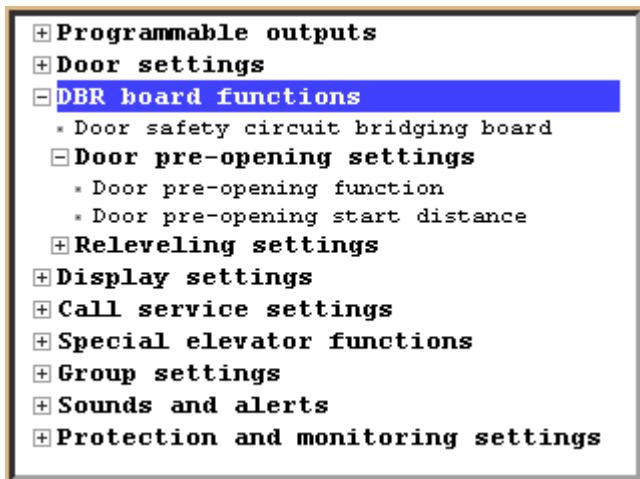 Programmable outputs
Door settings
DBR board functions
Door safety circuit bridging board
Door pre-opening settings
Door pre-opening function
Door pre-opening start distance
Releveling settings
Display settings
Call service settings
Special elevator functions
Group settings
Sounds and alerts
Protection and monitoring settings